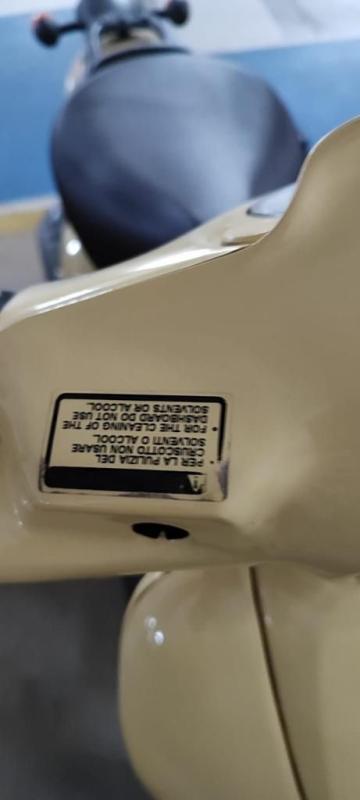 • PER LA PULIZIA DEL
CRUSCOTTO NON USARE
SOLVENTI O ALCOOL.
• FOR THE CLEANING OF THE
DASHBOARD DO NOT USE
SOLVENTS OR ALCOOL.